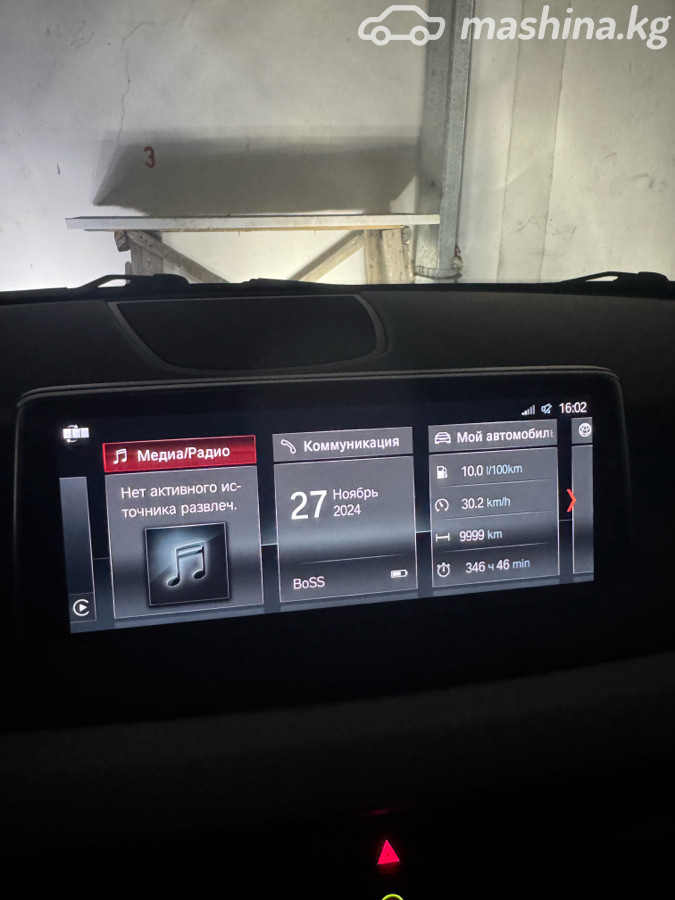 mashina.kg
3
16:02
Медиа/Радио
Нет активного ис-
точника развлеч.
Коммуникация
27 Ноябрь
2024
BoSS
Мой автомобиль
10.0 l/100km
30.2 km/h
9999 km
346 ч 46 min